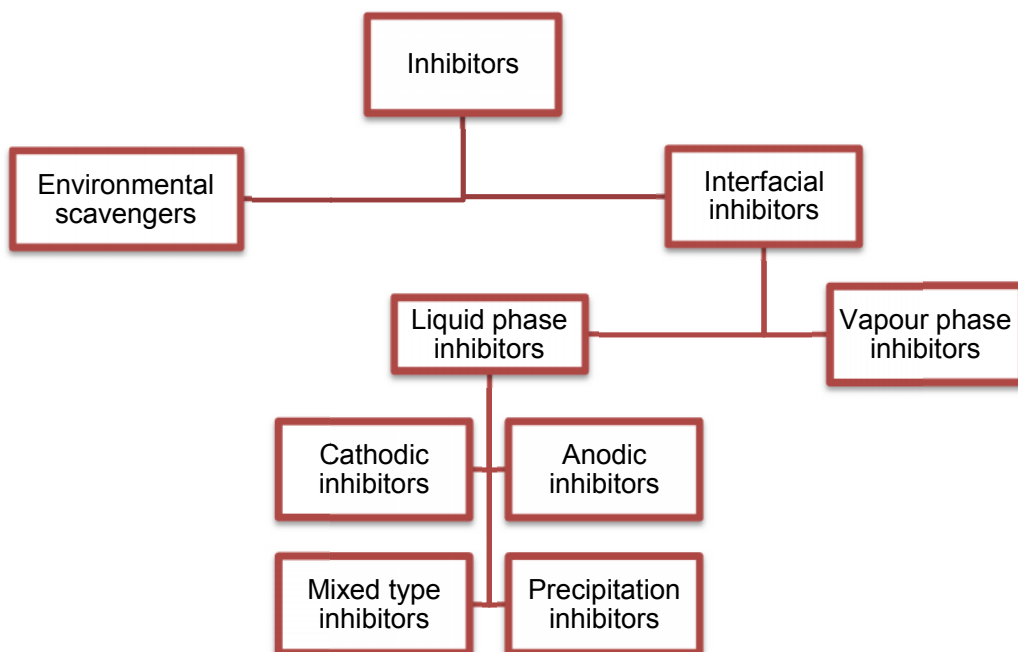 Inhibitors
Environmental
scavengers
Interfacial
inhibitors
Liquid phase
inhibitors
Vapour phase
inhibitors
Cathodic
inhibitors
Anodic
inhibitors
Mixed type
inhibitors
Precipitation
inhibitors